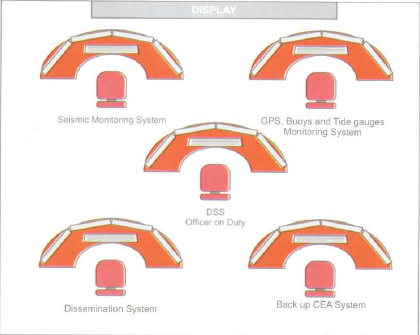 DISPLAY
Seismic Monitoring System
GPS, Buoys and Tide gauges
Monitoring System
DSS
Officer on Duty
Dissemination System
Back up CEA System